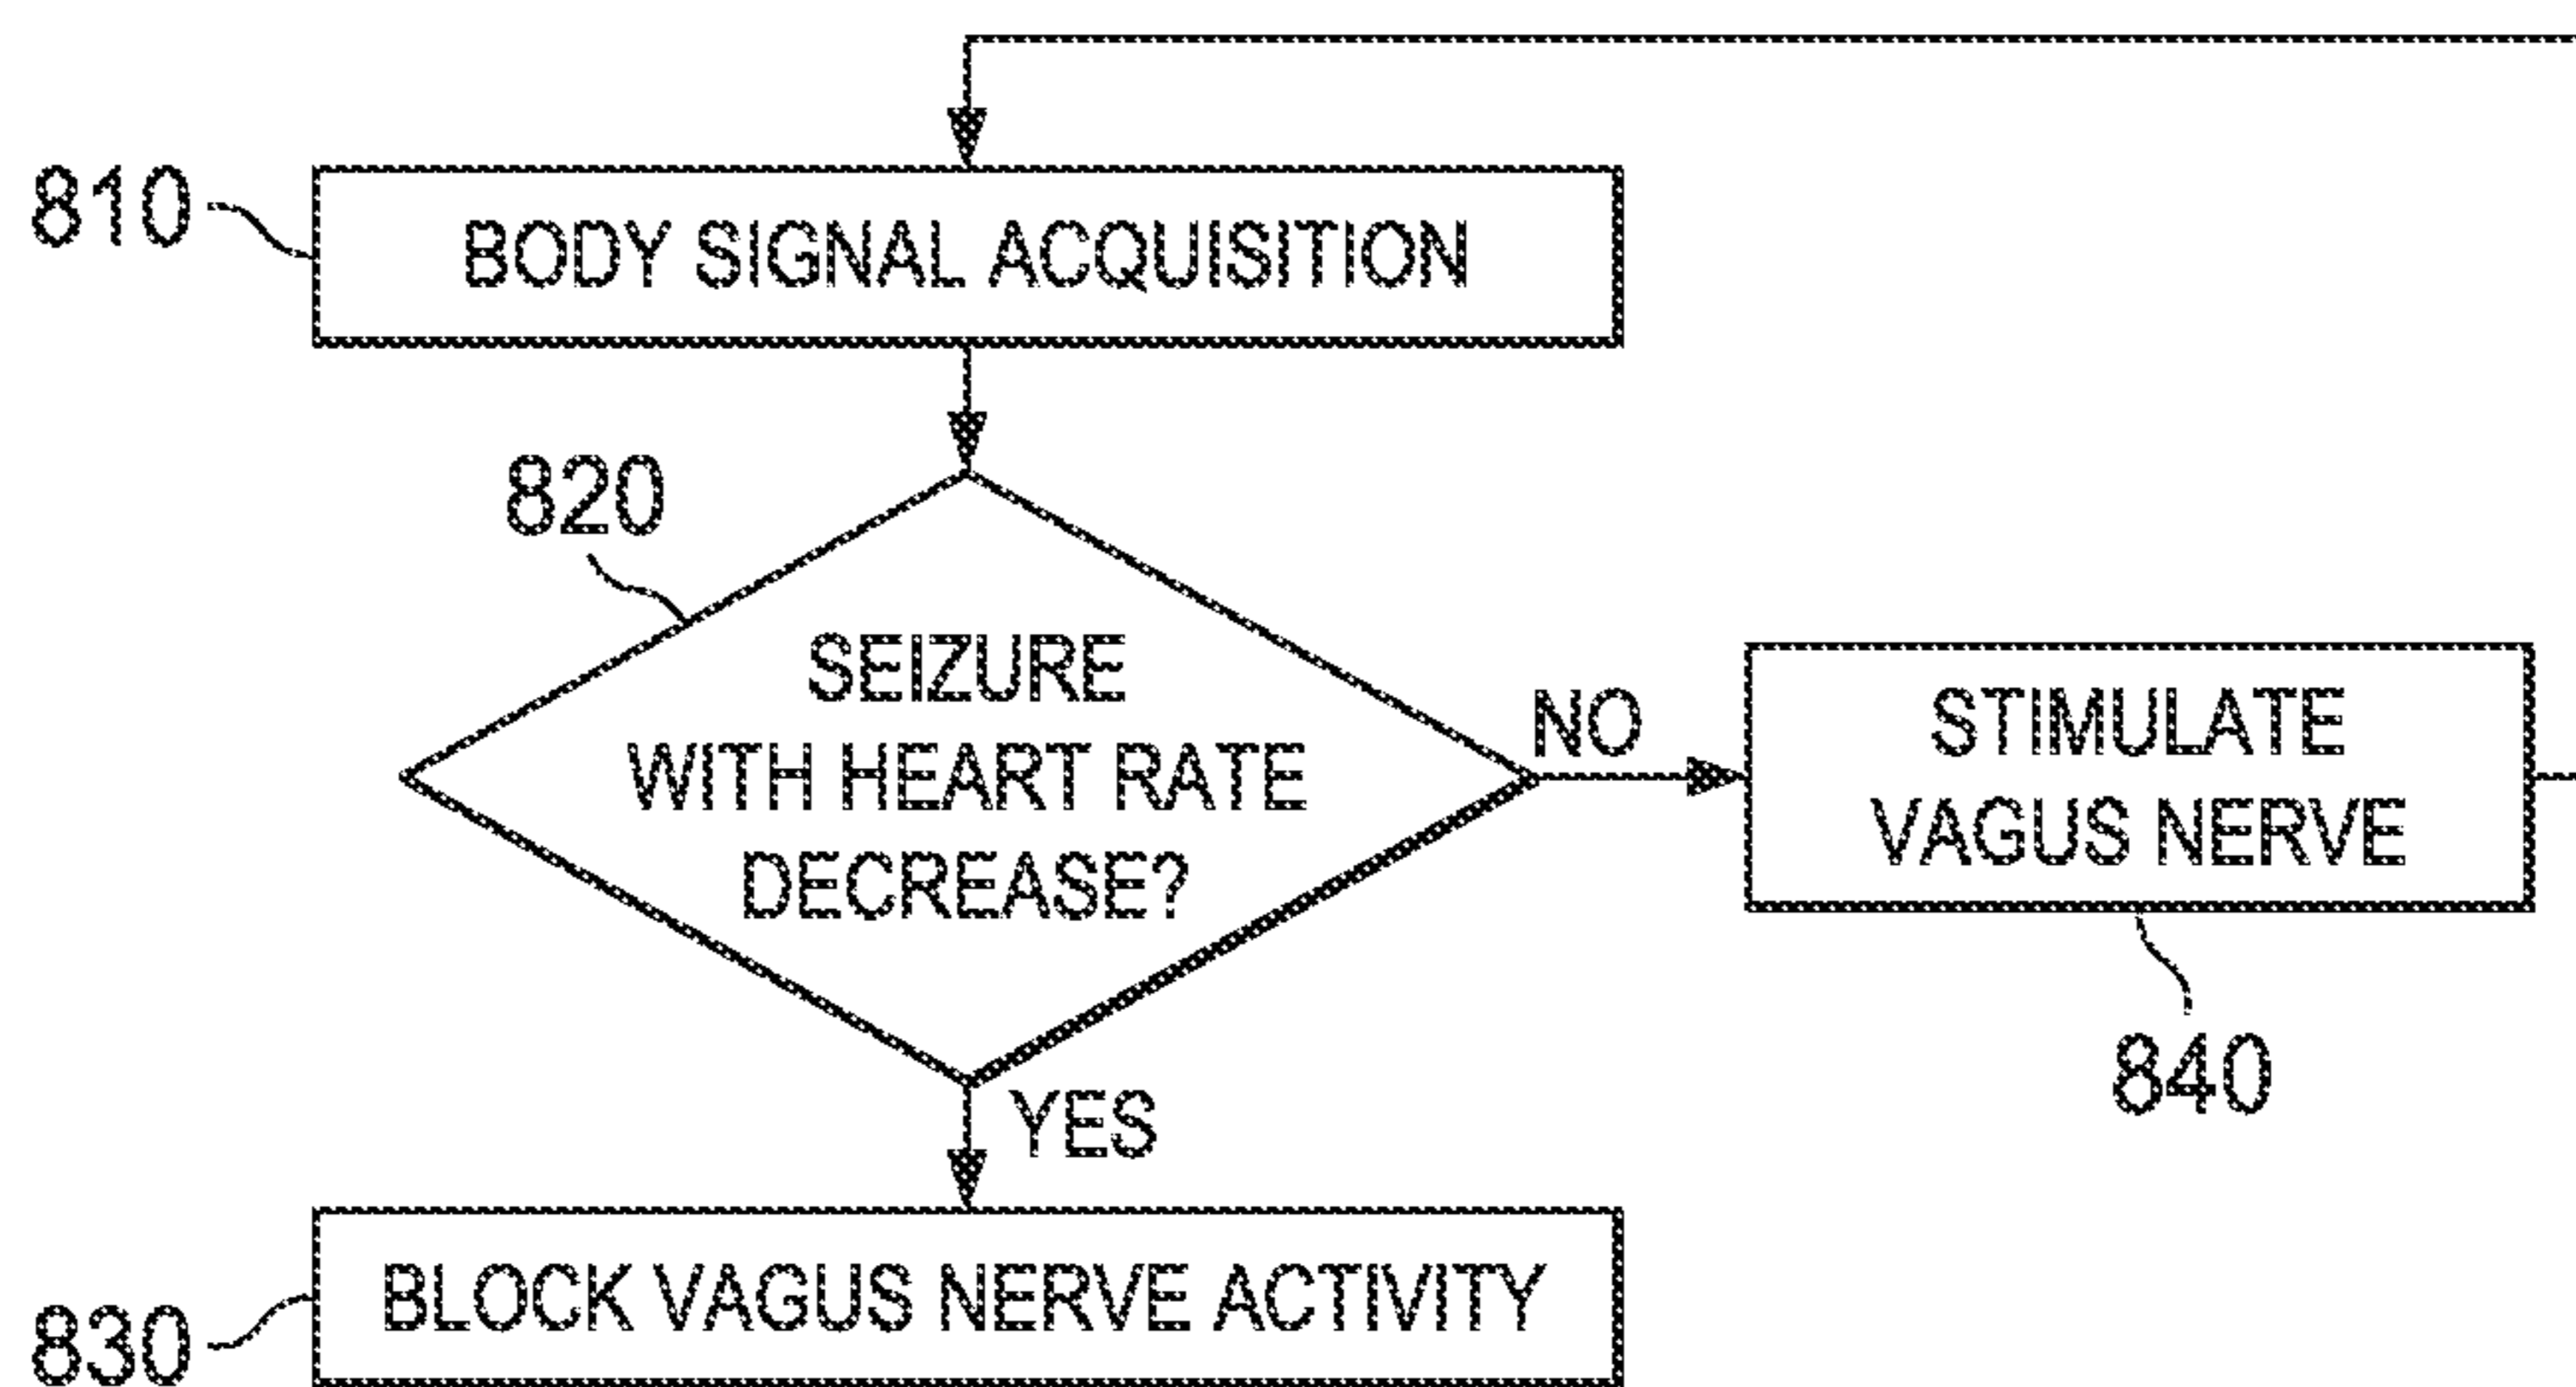 810
BODY SIGNAL ACQUISITION
820
SEIZURE
WITH HEART RATE
DECREASE?
NO
STIMULATE
VAGUS NERVE
840
YES
830
BLOCK VAGUS NERVE ACTIVITY